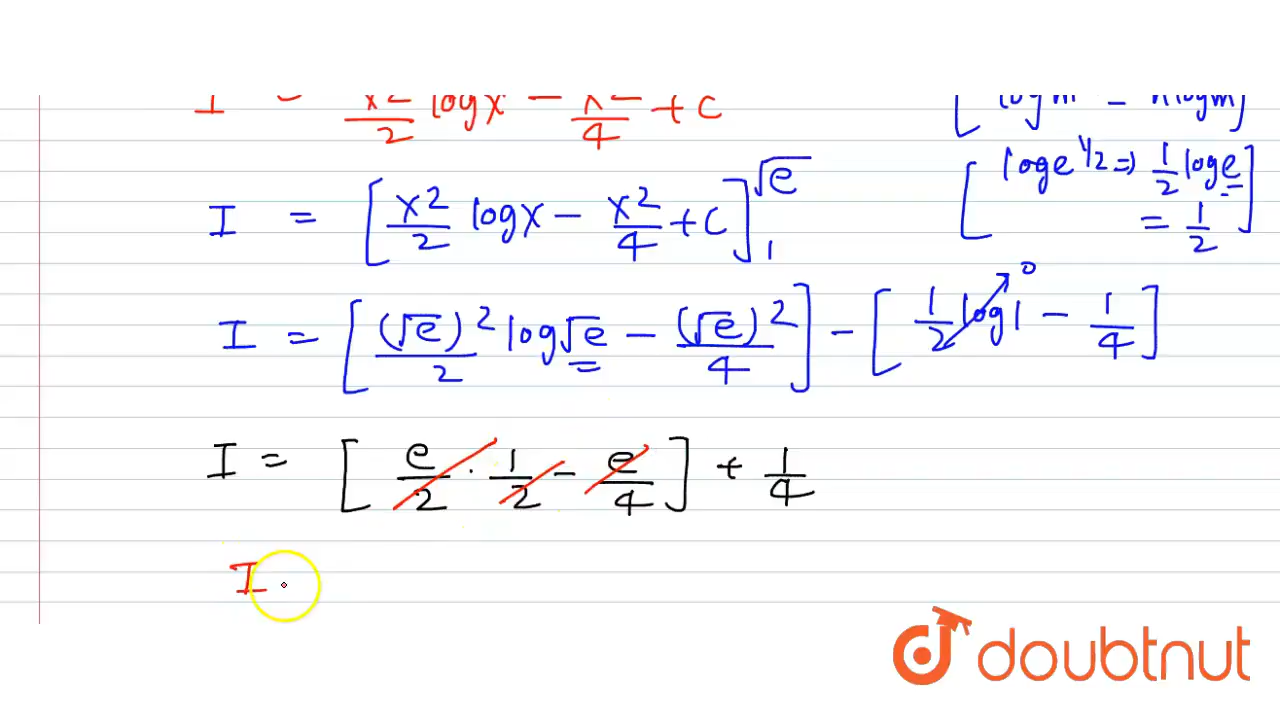 I = x²/2 log x - x²/4 + C
[log mⁿ = n log m]
[log e^1/2 ⇒ 1/2 log e
= 1/2]
I = [x²/2 log x - x²/4 + C]₁^√e
I = [(√e)²/2 log √e - (√e)²/4] - [1/2 log 1 - 1/4]
0
I = [e/2 · 1/2 - e/4] + 1/4
I
doubtnut